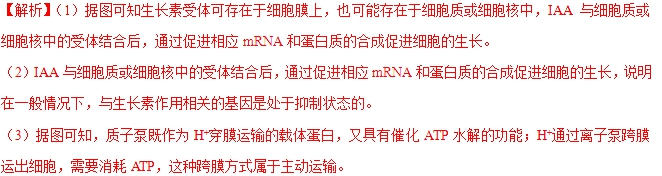 【解析】（1）据图可知生长素受体可存在于细胞膜上，也可能存在于细胞质或细胞核中，IAA 与细胞质或
细胞核中的受体结合后，通过促进相应 mRNA 和蛋白质的合成促进细胞的生长。
（2）IAA 与细胞质或细胞核中的受体结合后，通过促进相应 mRNA 和蛋白质的合成促进细胞的生长，说明
在一般情况下，与生长素作用相关的基因是处于抑制状态的。
（3）据图可知，质子泵既作为 H⁺穿膜运输的载体蛋白，又具有催化 ATP 水解的功能；H⁺通过离子泵跨膜
运出细胞，需要消耗 ATP，这种跨膜方式属于主动运输。